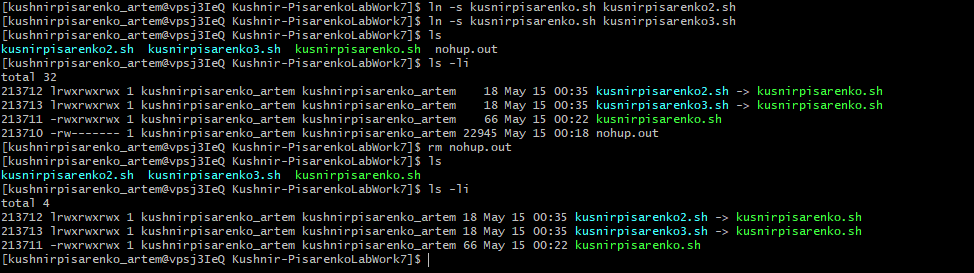 [kushnirpisarenko_artem@vpsj3IeQ Kushnir-PisarenkoLabWork7]$ ln -s kusnirpisarenko.sh kusnirpisarenko2.sh
[kushnirpisarenko_artem@vpsj3IeQ Kushnir-PisarenkoLabWork7]$ ln -s kusnirpisarenko.sh kusnirpisarenko3.sh
[kushnirpisarenko_artem@vpsj3IeQ Kushnir-PisarenkoLabWork7]$ ls
kusnirpisarenko2.sh  kusnirpisarenko3.sh  kusnirpisarenko.sh  nohup.out
[kushnirpisarenko_artem@vpsj3IeQ Kushnir-PisarenkoLabWork7]$ ls -li
total 32
213712 lrwxrwxrwx 1 kushnirpisarenko_artem kushnirpisarenko_artem    18 May 15 00:35 kusnirpisarenko2.sh -> kusnirpisarenko.sh
213713 lrwxrwxrwx 1 kushnirpisarenko_artem kushnirpisarenko_artem    18 May 15 00:35 kusnirpisarenko3.sh -> kusnirpisarenko.sh
213711 -rwxrwxrwx 1 kushnirpisarenko_artem kushnirpisarenko_artem    66 May 15 00:22 kusnirpisarenko.sh
213710 -rw------- 1 kushnirpisarenko_artem kushnirpisarenko_artem 22945 May 15 00:18 nohup.out
[kushnirpisarenko_artem@vpsj3IeQ Kushnir-PisarenkoLabWork7]$ rm nohup.out
[kushnirpisarenko_artem@vpsj3IeQ Kushnir-PisarenkoLabWork7]$ ls
kusnirpisarenko2.sh  kusnirpisarenko3.sh  kusnirpisarenko.sh
[kushnirpisarenko_artem@vpsj3IeQ Kushnir-PisarenkoLabWork7]$ ls -li
total 4
213712 lrwxrwxrwx 1 kushnirpisarenko_artem kushnirpisarenko_artem 18 May 15 00:35 kusnirpisarenko2.sh -> kusnirpisarenko.sh
213713 lrwxrwxrwx 1 kushnirpisarenko_artem kushnirpisarenko_artem 18 May 15 00:35 kusnirpisarenko3.sh -> kusnirpisarenko.sh
213711 -rwxrwxrwx 1 kushnirpisarenko_artem kushnirpisarenko_artem 66 May 15 00:22 kusnirpisarenko.sh
[kushnirpisarenko_artem@vpsj3IeQ Kushnir-PisarenkoLabWork7]$